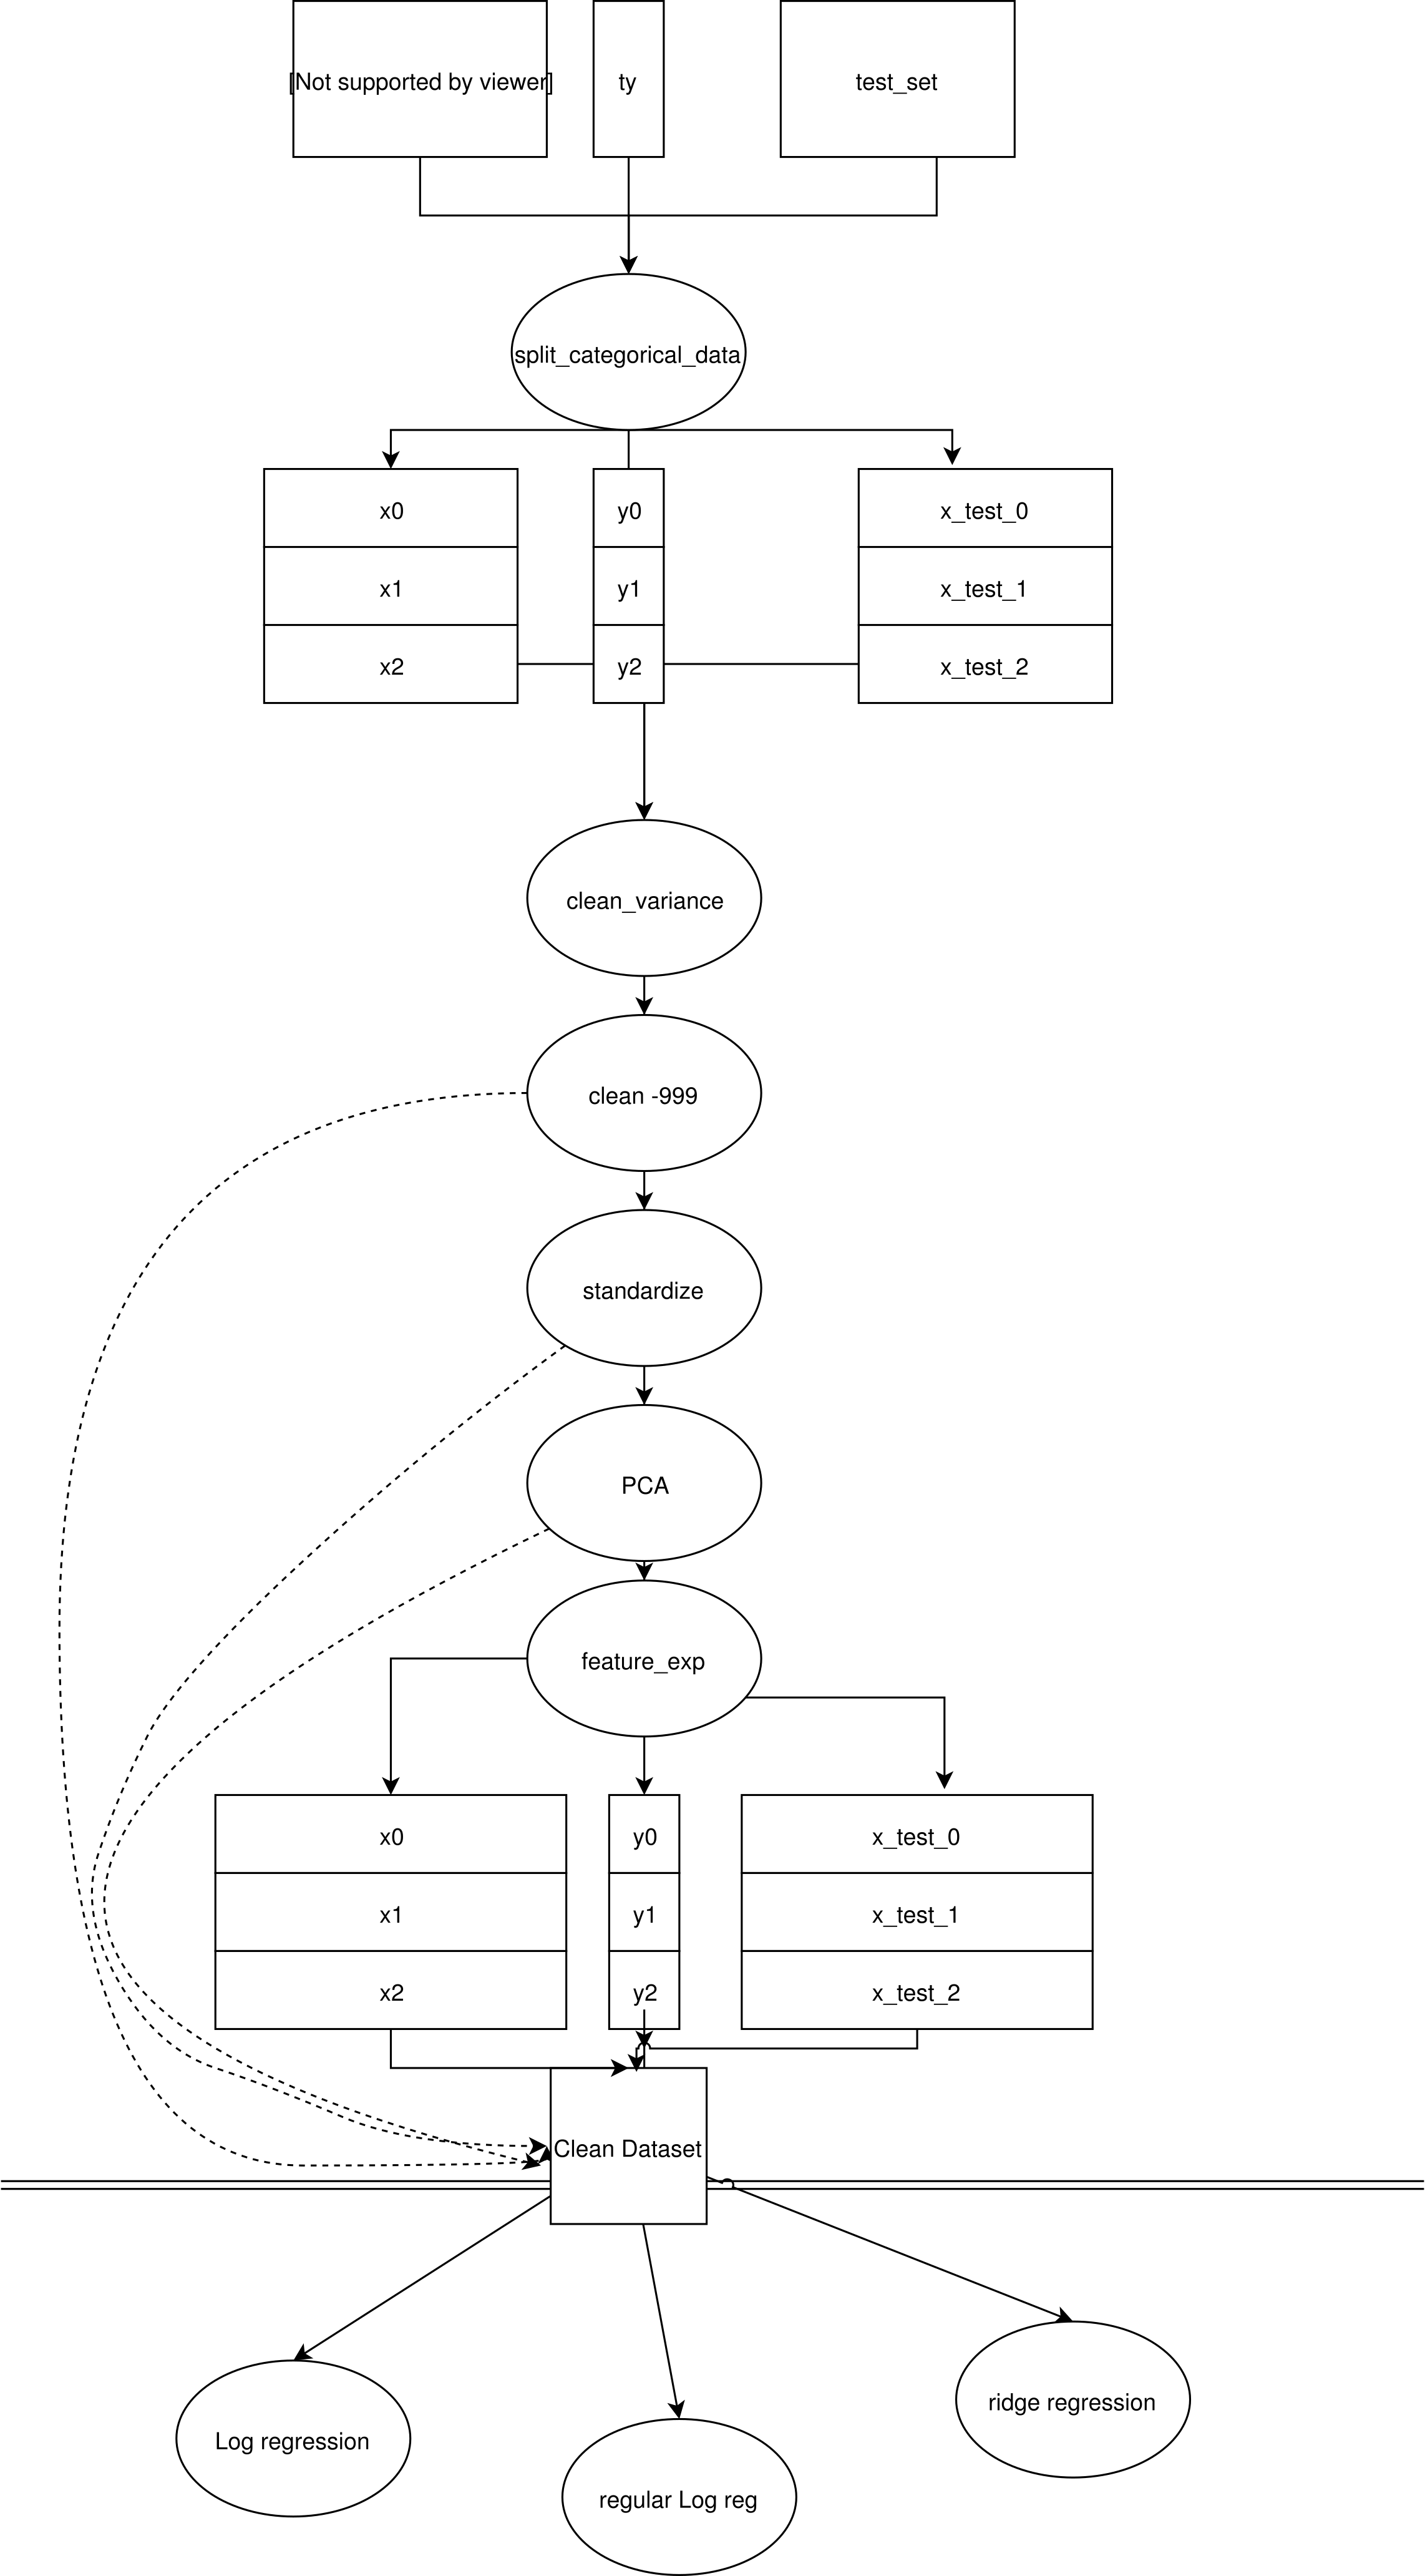 [Not supported by viewer]
ty
test_set
split_categorical_data
x0
y0
x_test_0
x1
y1
x_test_1
x2
y2
x_test_2
clean_variance
clean -999
standardize
PCA
feature_exp
x0
y0
x_test_0
x1
y1
x_test_1
x2
y2
x_test_2
Clean Dataset
ridge regression
Log regression
regular Log reg